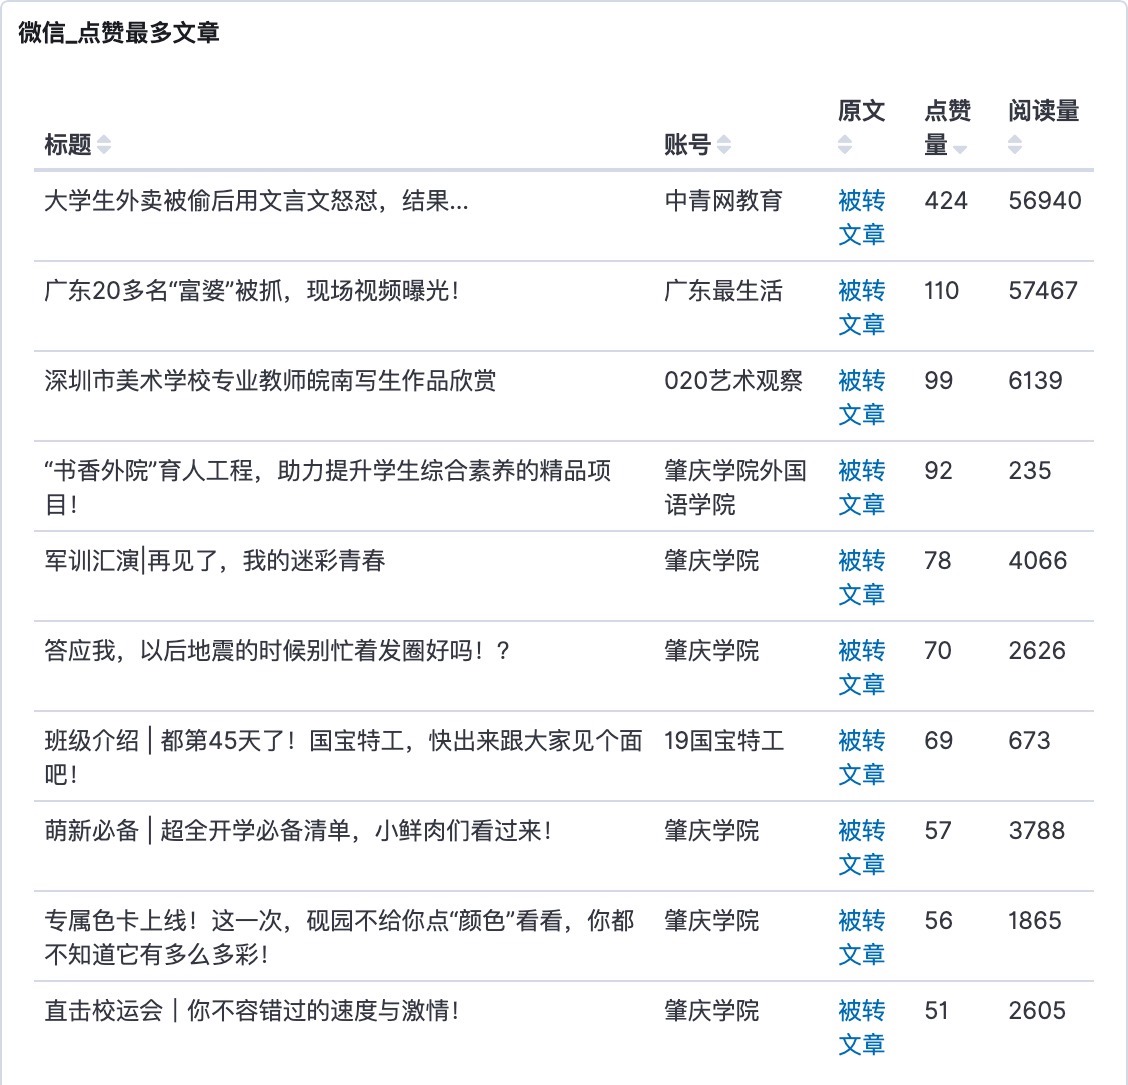 微信_点赞最多文章
标题 账号 原文 点赞量 阅读量
大学生外卖被偷后用文言文怒怼，结果... 中青网教育 被转文章 424 56940
广东20多名“富婆”被抓，现场视频曝光！ 广东最生活 被转文章 110 57467
深圳市美术学校专业教师皖南写生作品欣赏 020艺术观察 被转文章 99 6139
“书香外院”育人工程，助力提升学生综合素养的精品项目！ 肇庆学院外国语学院 被转文章 92 235
军训汇演|再见了，我的迷彩青春 肇庆学院 被转文章 78 4066
答应我，以后地震的时候别忙着发圈好吗！？ 肇庆学院 被转文章 70 2626
班级介绍 | 都第45天了！国宝特工，快出来跟大家见个面吧！ 19国宝特工 被转文章 69 673
萌新必备 | 超全开学必备清单，小鲜肉们看过来！ 肇庆学院 被转文章 57 3788
专属色卡上线！这一次，砚园不给你点“颜色”看看，你都不知道它有多么多彩！ 肇庆学院 被转文章 56 1865
直击校运会｜你不容错过的速度与激情！ 肇庆学院 被转文章 51 2605